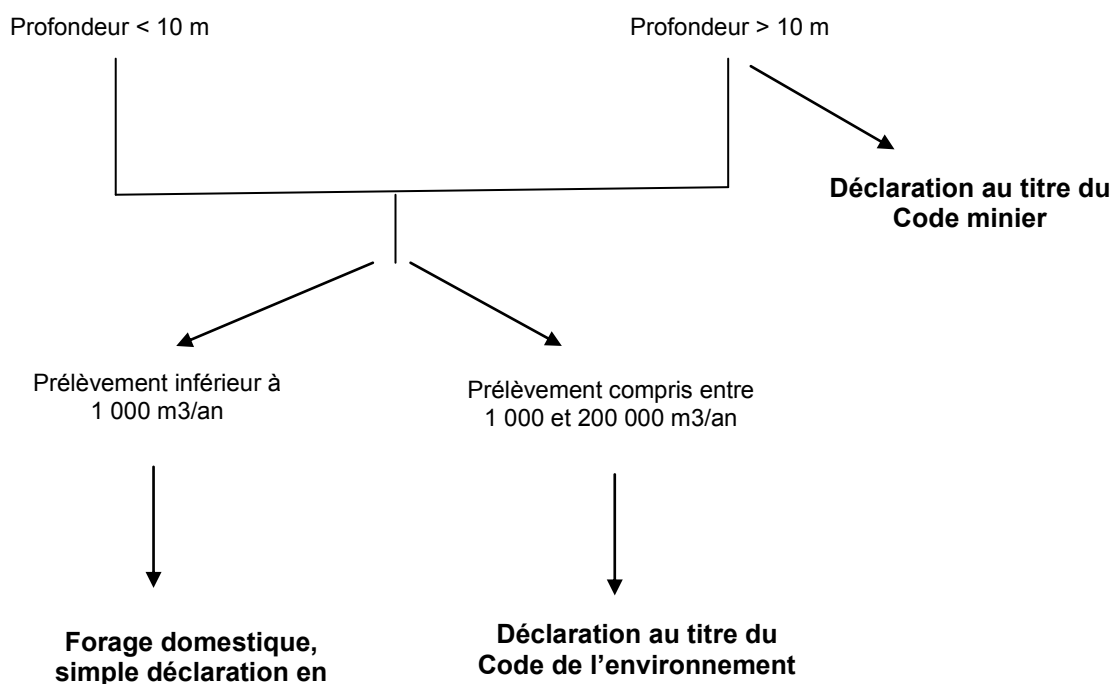 Profondeur < 10 m
Profondeur > 10 m
Déclaration au titre du
Code minier
Prélèvement inférieur à
1 000 m3/an
Prélèvement compris entre
1 000 et 200 000 m3/an
Forage domestique,
simple déclaration en
Déclaration au titre du
Code de l'environnement